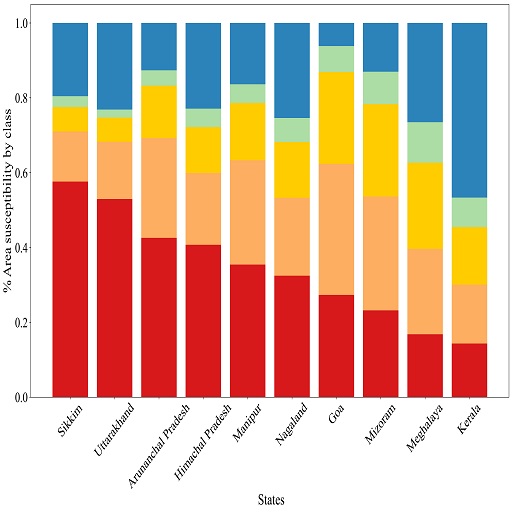 % Area susceptibility by class
1.0
0.8
0.6
0.4
0.2
0.0
Sikkim
Uttarakhand
Arunanchal Pradesh
Himachal Pradesh
Manipur
Nagaland
Goa
Mizoram
Meghalaya
Kerala
States